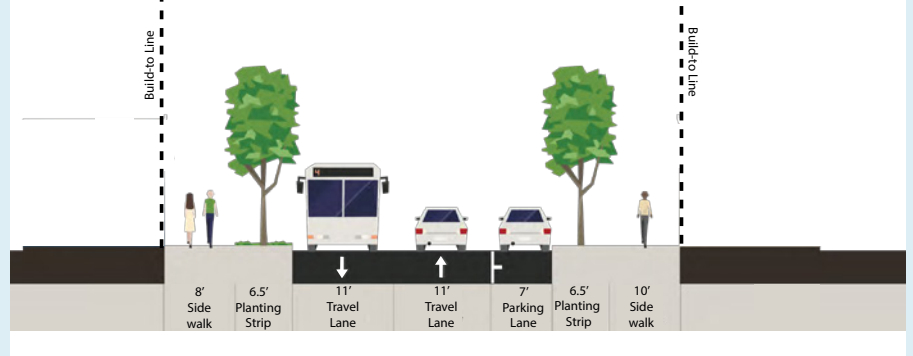 Build-to Line
Build-to Line
4
8’
Side
walk
6.5’
Planting
Strip
11’
Travel
Lane
11’
Travel
Lane
7’
Parking
Lane
6.5’
Planting
Strip
10’
Side
walk